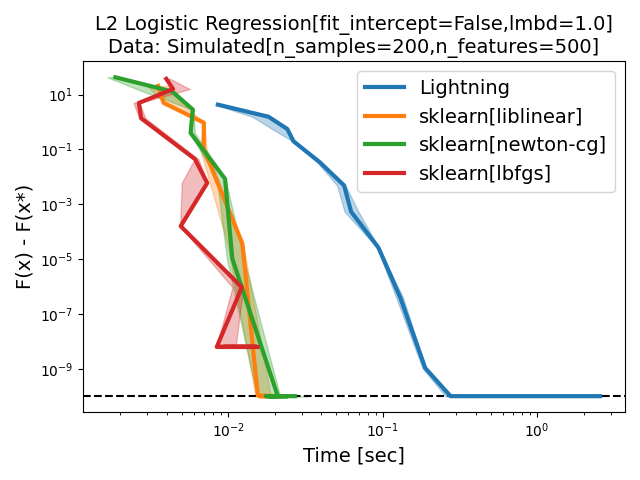 L2 Logistic Regression[fit_intercept=False,lmbd=1.0]
Data: Simulated[n_samples=200,n_features=500]
F(x) - F(x*)
10¹
10⁻¹
10⁻³
10⁻⁵
10⁻⁷
10⁻⁹
Lightning
sklearn[liblinear]
sklearn[newton-cg]
sklearn[lbfgs]
10⁻² 10⁻¹ 10⁰
Time [sec]